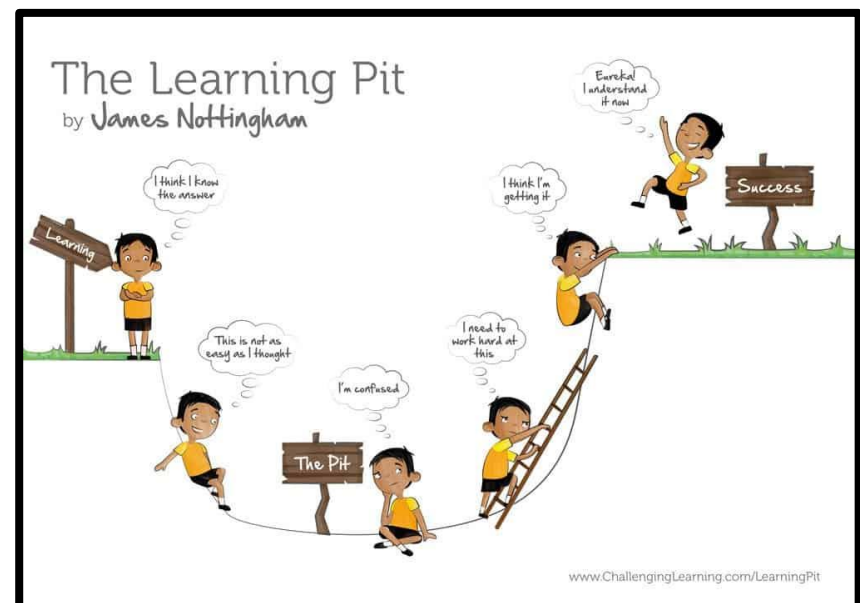 The Learning Pit
by James Nottingham
Eureka!
I understand
it now
I think I know
the answer
I think I'm
getting it
Success
Learning
This is not as
easy as I thought
I need to
work hard at
this
I'm confused
The Pit
www.ChallengingLearning.com/LearningPit